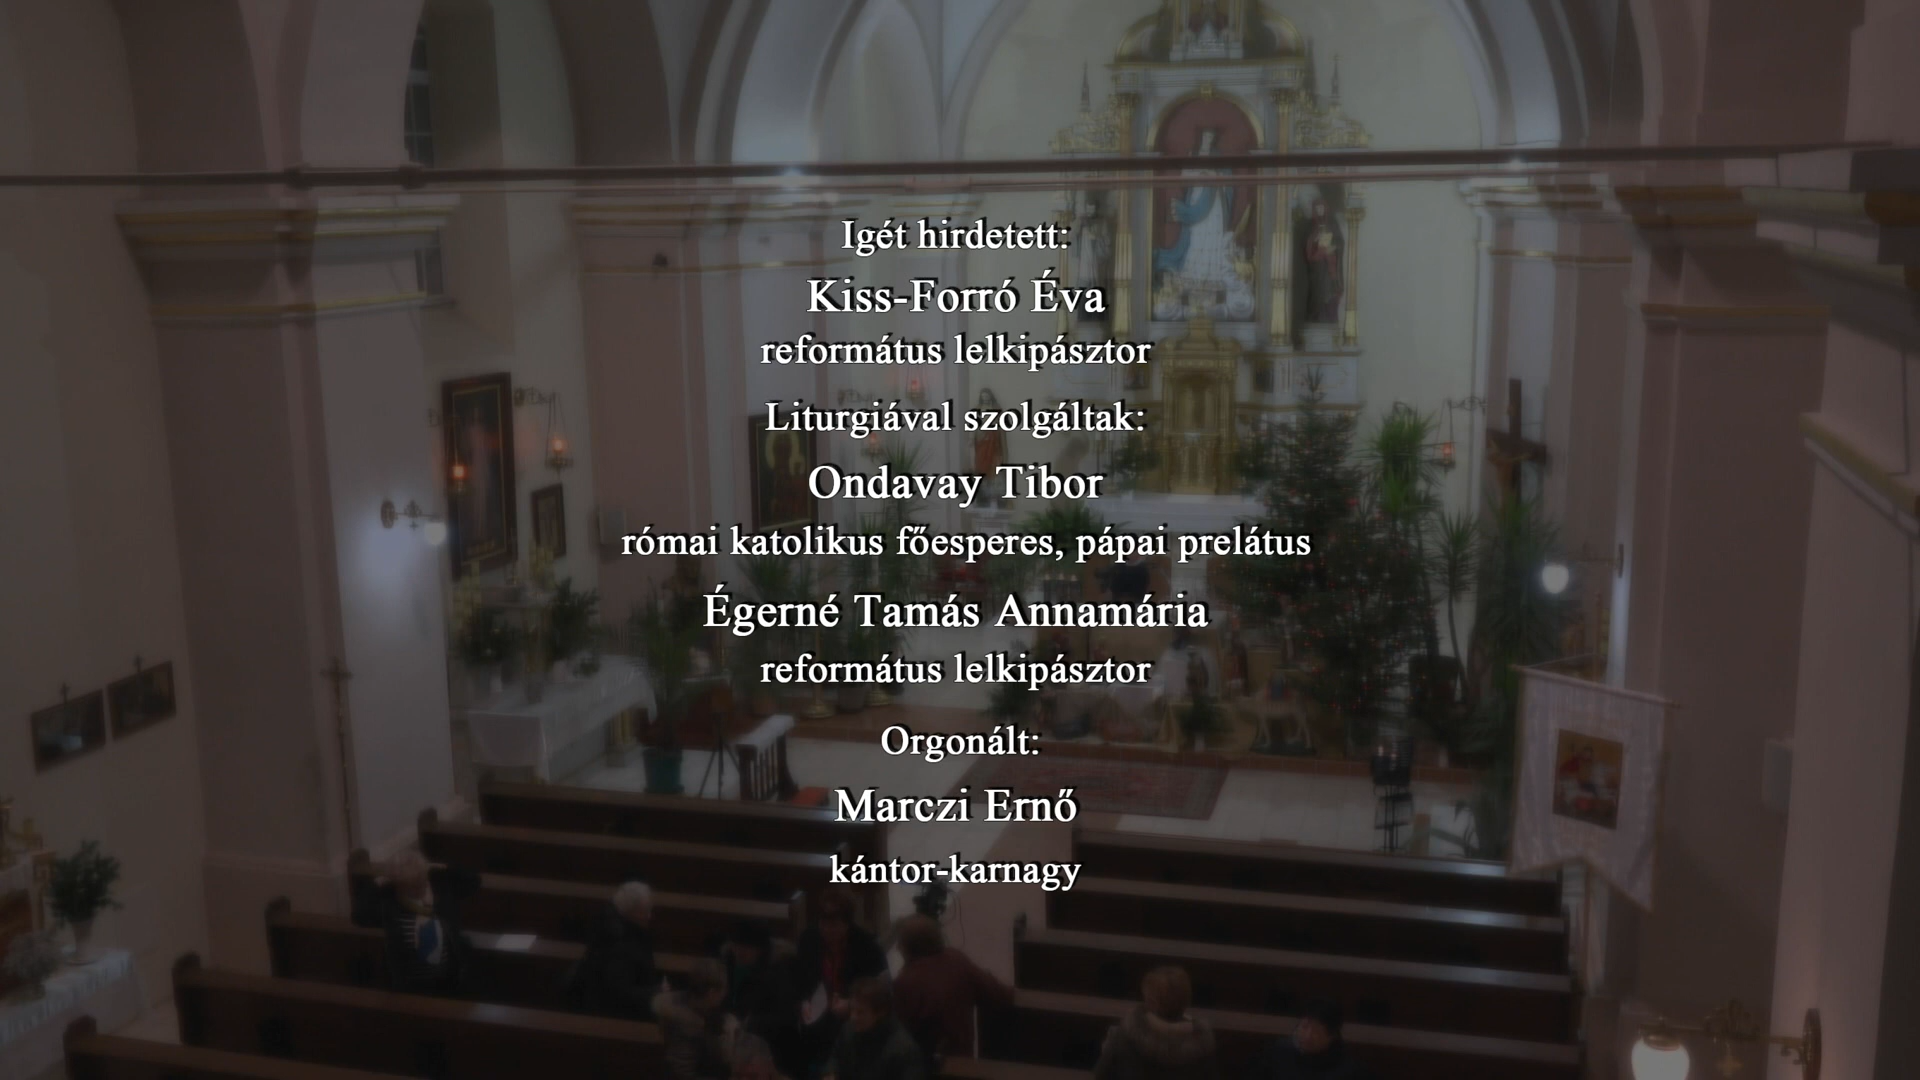 Igét hirdetett:
Kiss-Forró Éva
református lelkipásztor
Liturgiával szolgáltak:
Ondavay Tibor
római katolikus főesperes, pápai prelátus
Égerné Tamás Annamária
református lelkipásztor
Orgonált:
Marczi Ernő
kántor-karnagy